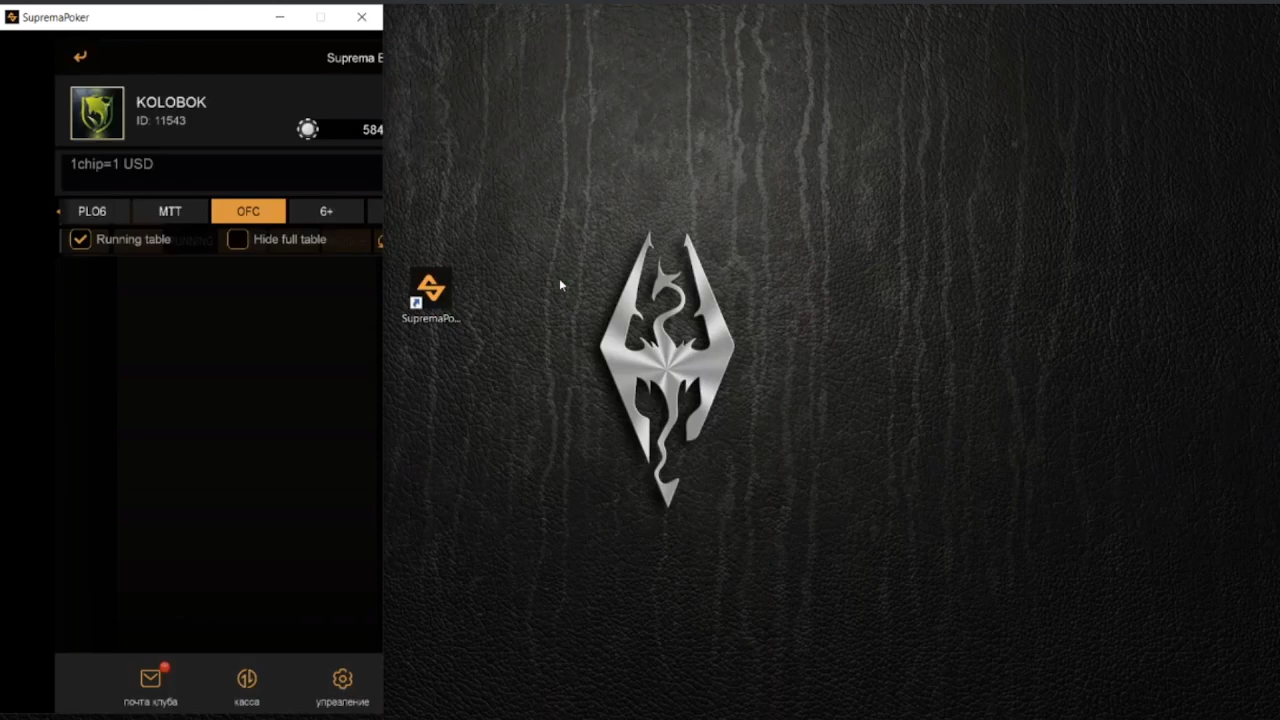 SupremaPoker
Suprema E
KOLOBOK
ID: 11543
584
1chip=1 USD
PLO6 MTT OFC 6+
Running table Hide full table
SupremaPo...
почта клуба касса управление